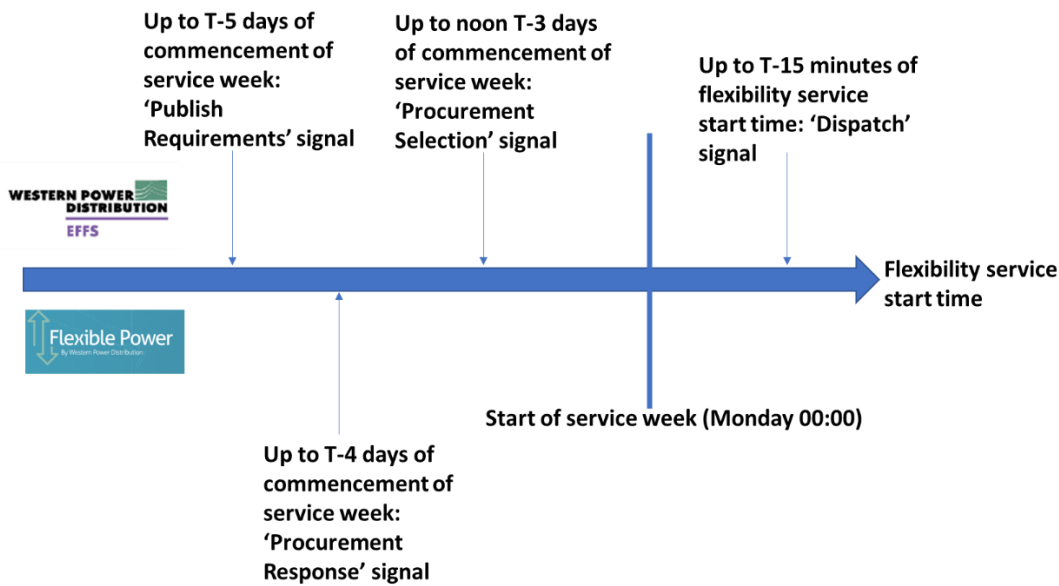 Up to T-5 days of
commencement of
service week:
‘Publish
Requirements’ signal
Up to noon T-3 days
of commencement of
service week:
‘Procurement
Selection’ signal
Up to T-15 minutes of
flexibility service
start time: ‘Dispatch’
signal
WESTERN POWER
DISTRIBUTION
EFFS
Flexibility service
start time
Flexible Power
By Western Power Distribution
Start of service week (Monday 00:00)
Up to T-4 days of
commencement of
service week:
‘Procurement
Response’ signal